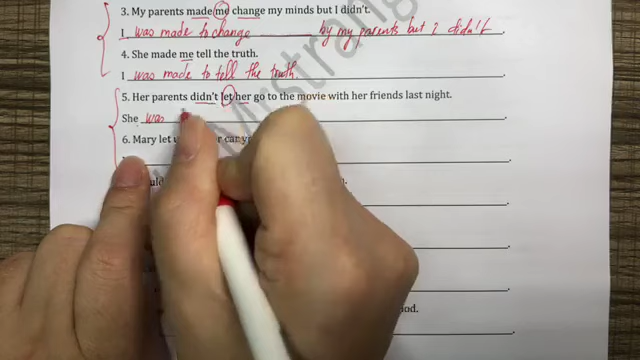 3. My parents made me change my minds but I didn't.
I was made to change by my parents but I didn't
4. She made me tell the truth.
I was made to tell the truth.
5. Her parents didn't let her go to the movie with her friends last night.
She was
6. Mary let